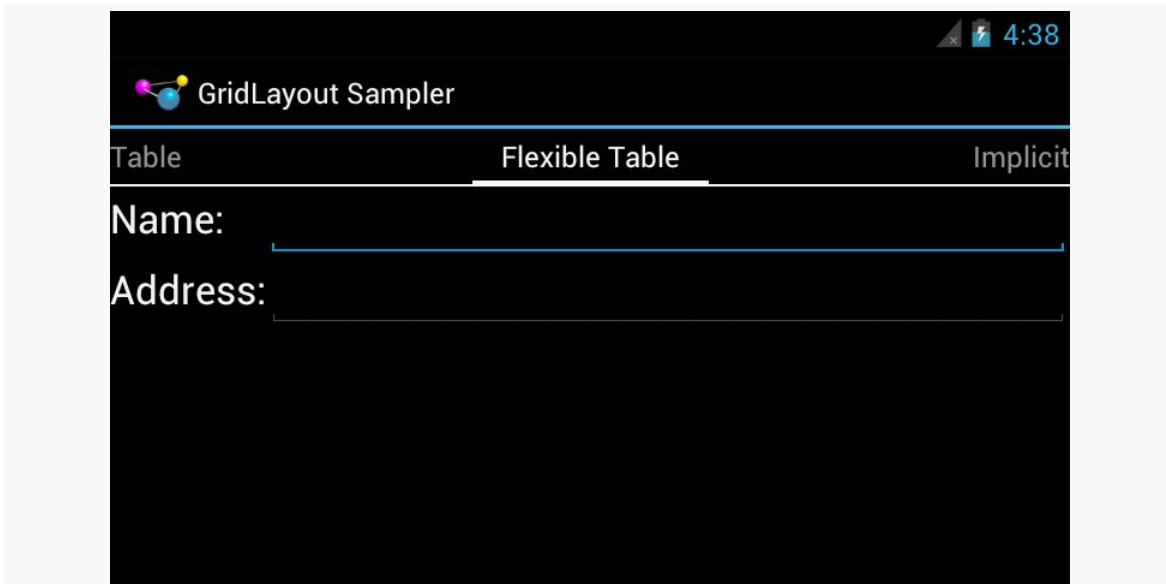 4:38
GridLayout Sampler
Table Flexible Table Implicit
Name:
Address: